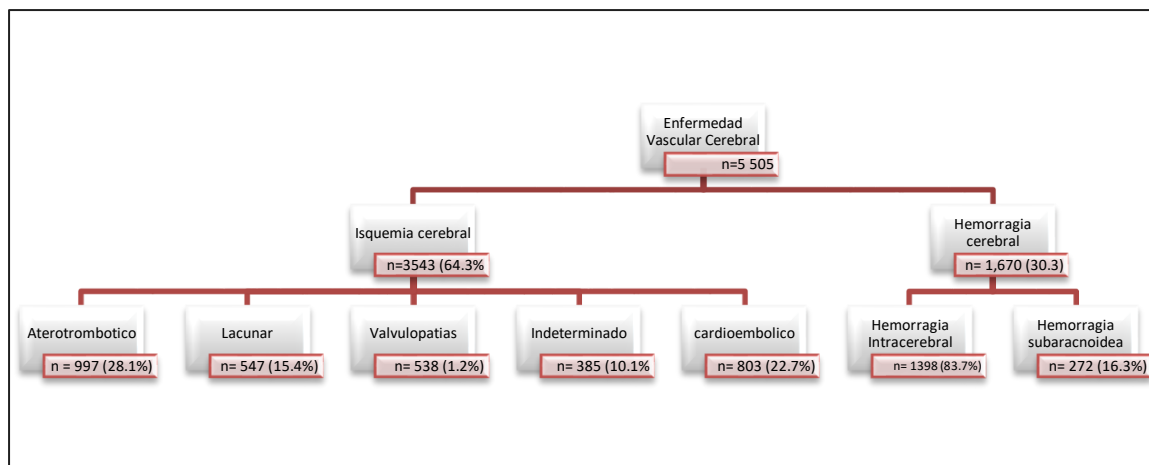 Enfermedad
Vascular Cerebral
n=5 505
Isquemia cerebral
n=3543 (64.3%
Hemorragia
cerebral
n= 1,670 (30.3)
Aterotrombotico
n = 997 (28.1%)
Lacunar
n= 547 (15.4%)
Valvulopatias
n= 538 (1.2%)
Indeterminado
n= 385 (10.1%
cardioembolico
n= 803 (22.7%)
Hemorragia
Intracerebral
n= 1398 (83.7%)
Hemorragia
subaracnoidea
n= 272 (16.3%)